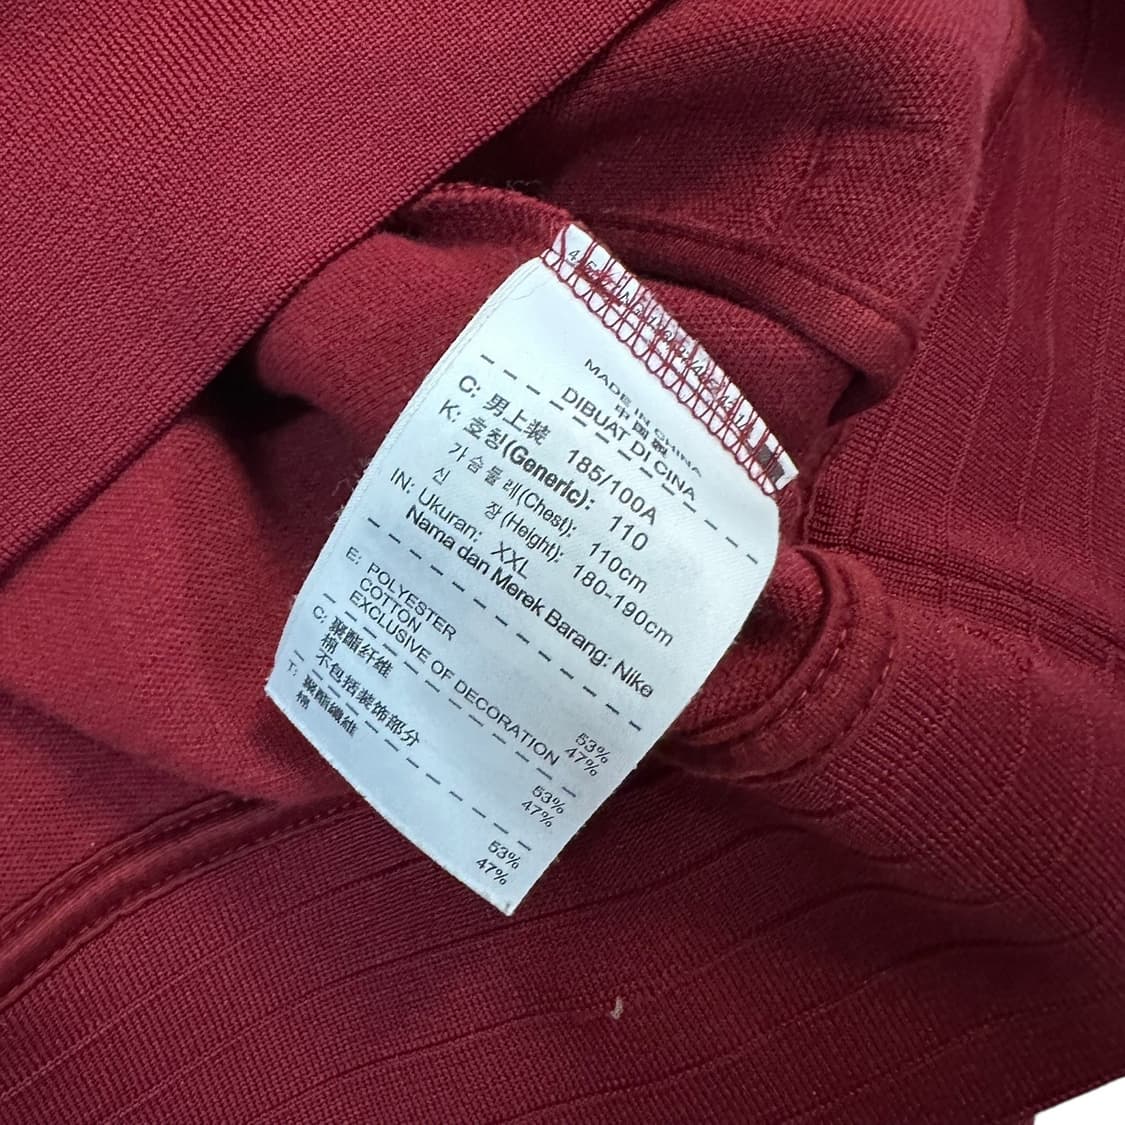 MADE IN CHINA
中国製
DIBUAT DI CINA
C: 男上装 185/100A
K: 호칭(Generic): 110
가슴둘레(Chest): 110cm
신 장(Height): 180-190cm
IN: Ukuran: XXL
Nama dan Merek Barang: Nike
E: POLYESTER 53%
COTTON 47%
EXCLUSIVE OF DECORATION
C: 聚酯纤维 53%
棉 47%
不包括装饰部分
T: 聚酯纖維 53%
棉 47%